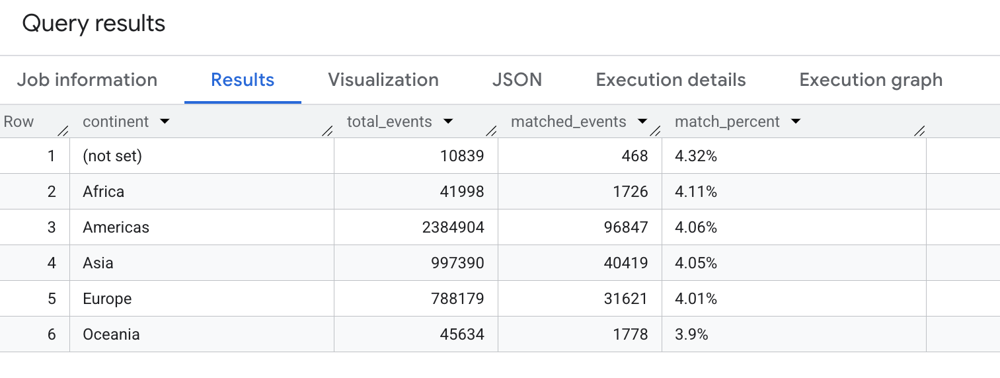 Query results
Job information Results Visualization JSON Execution details Execution graph
Row continent total_events matched_events match_percent
1 (not set) 10839 468 4.32%
2 Africa 41998 1726 4.11%
3 Americas 2384904 96847 4.06%
4 Asia 997390 40419 4.05%
5 Europe 788179 31621 4.01%
6 Oceania 45634 1778 3.9%